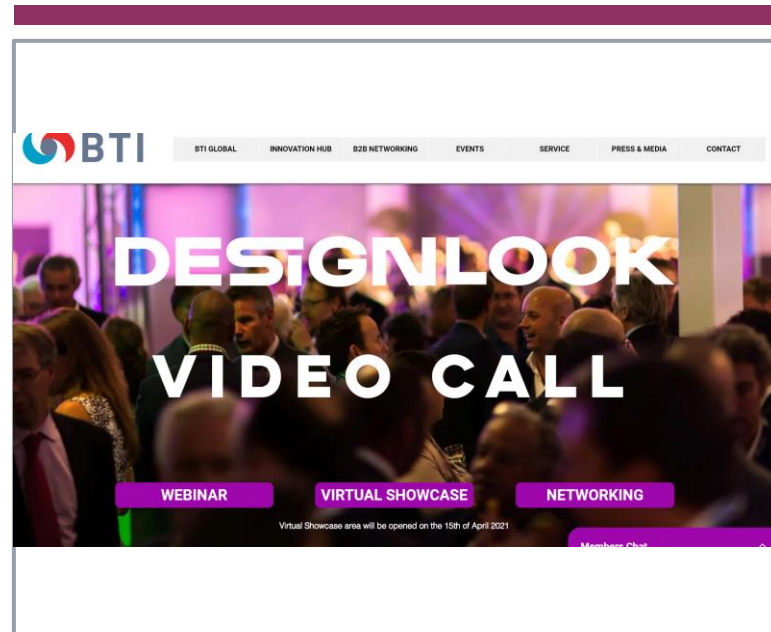 BTI
BTI GLOBAL INNOVATION HUB B2B NETWORKING EVENTS SERVICE PRESS & MEDIA CONTACT
DESIGNLOOK
VIDEO CALL
WEBINAR VIRTUAL SHOWCASE NETWORKING
Virtual Showcase area will be opened on the 15th of April 2021
Members Chat